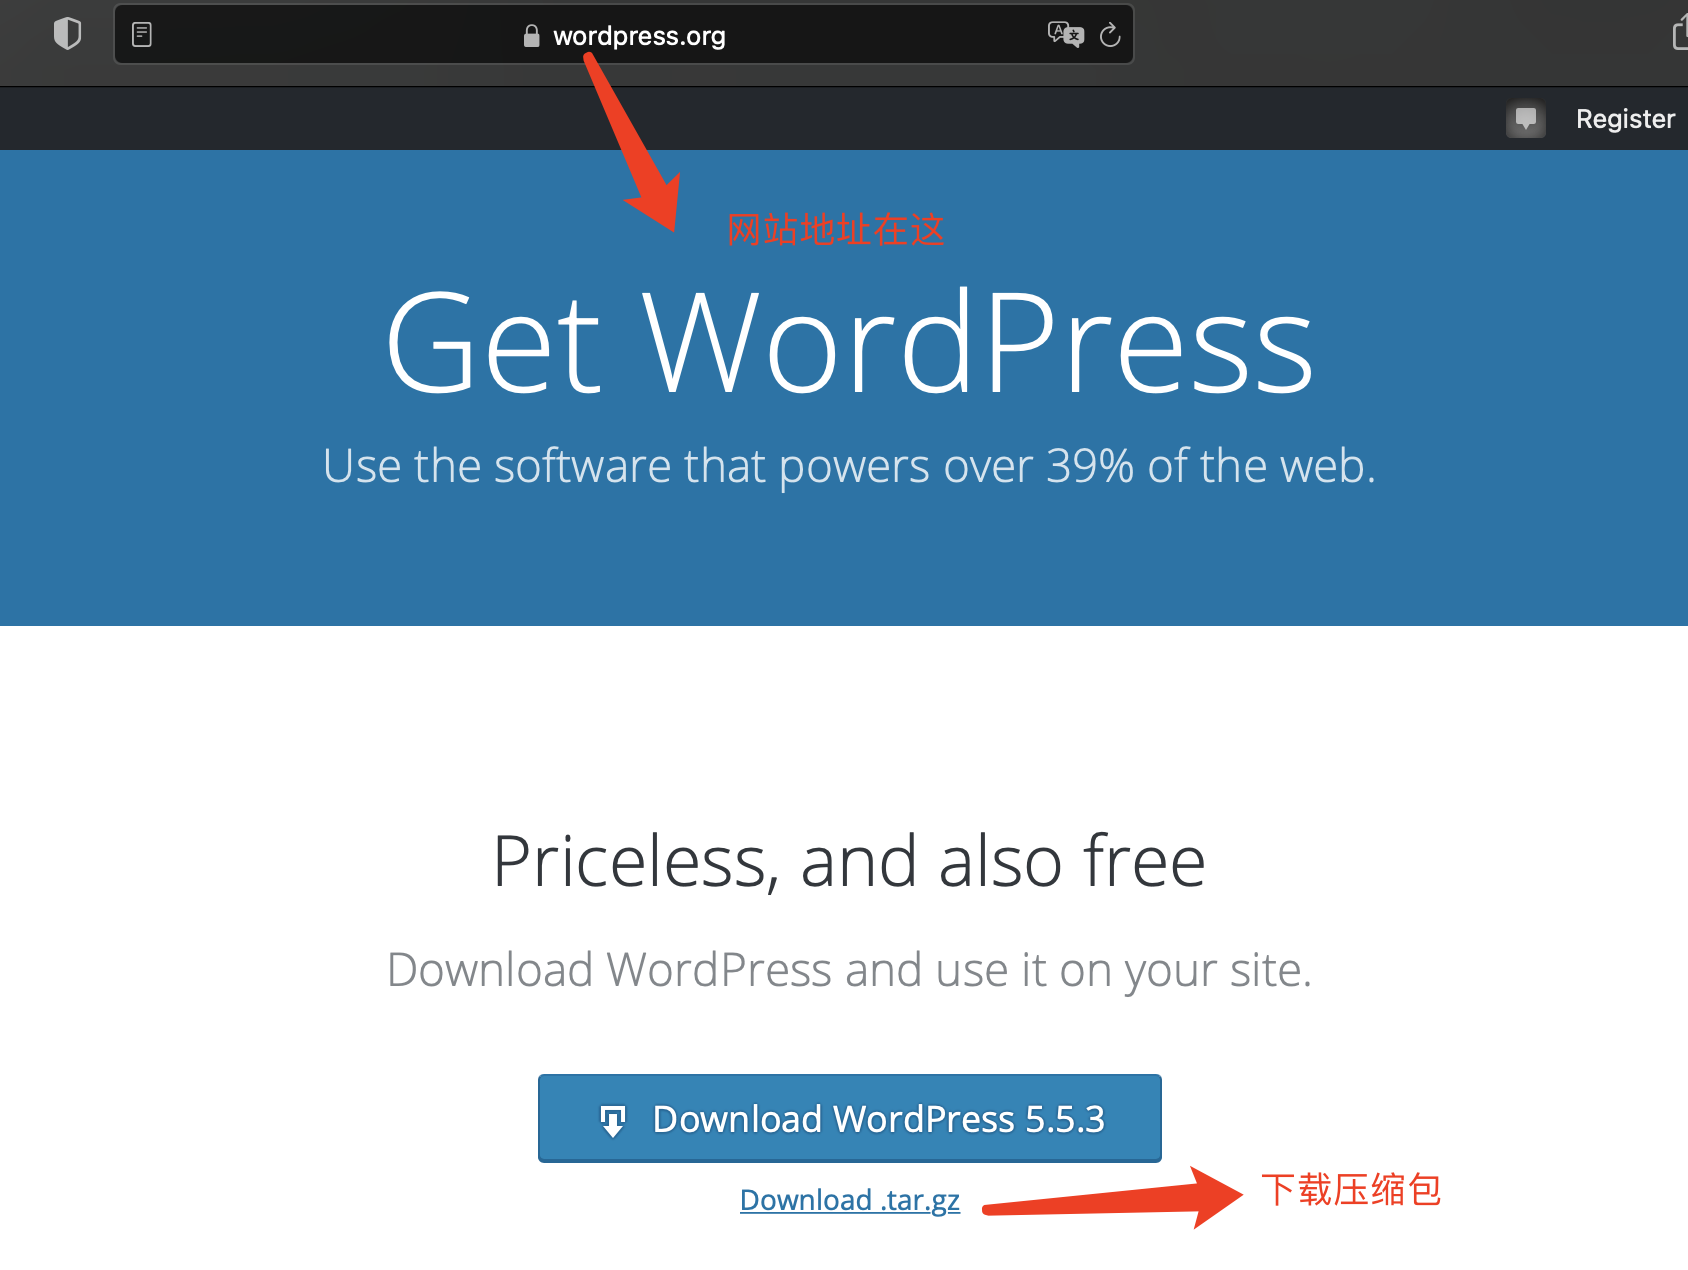 wordpress.org
Register
网站地址在这
Get WordPress
Use the software that powers over 39% of the web.
Priceless, and also free
Download WordPress and use it on your site.
Download WordPress 5.5.3
Download .tar.gz
下载压缩包